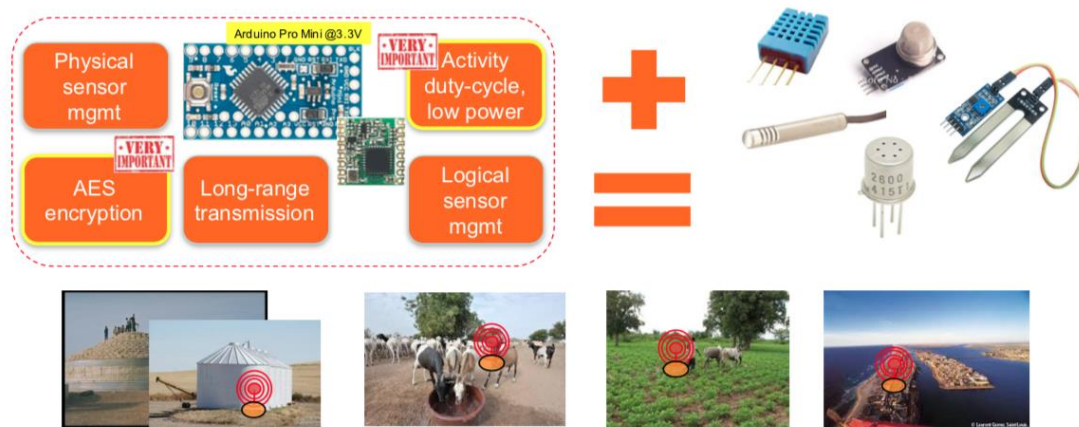 Arduino Pro Mini @3.3V
Physical
sensor
mgmt
VERY
IMPORTANT
Activity
duty-cycle,
low power
VERY
IMPORTANT
AES
encryption
Long-range
transmission
Logical
sensor
mgmt
2600